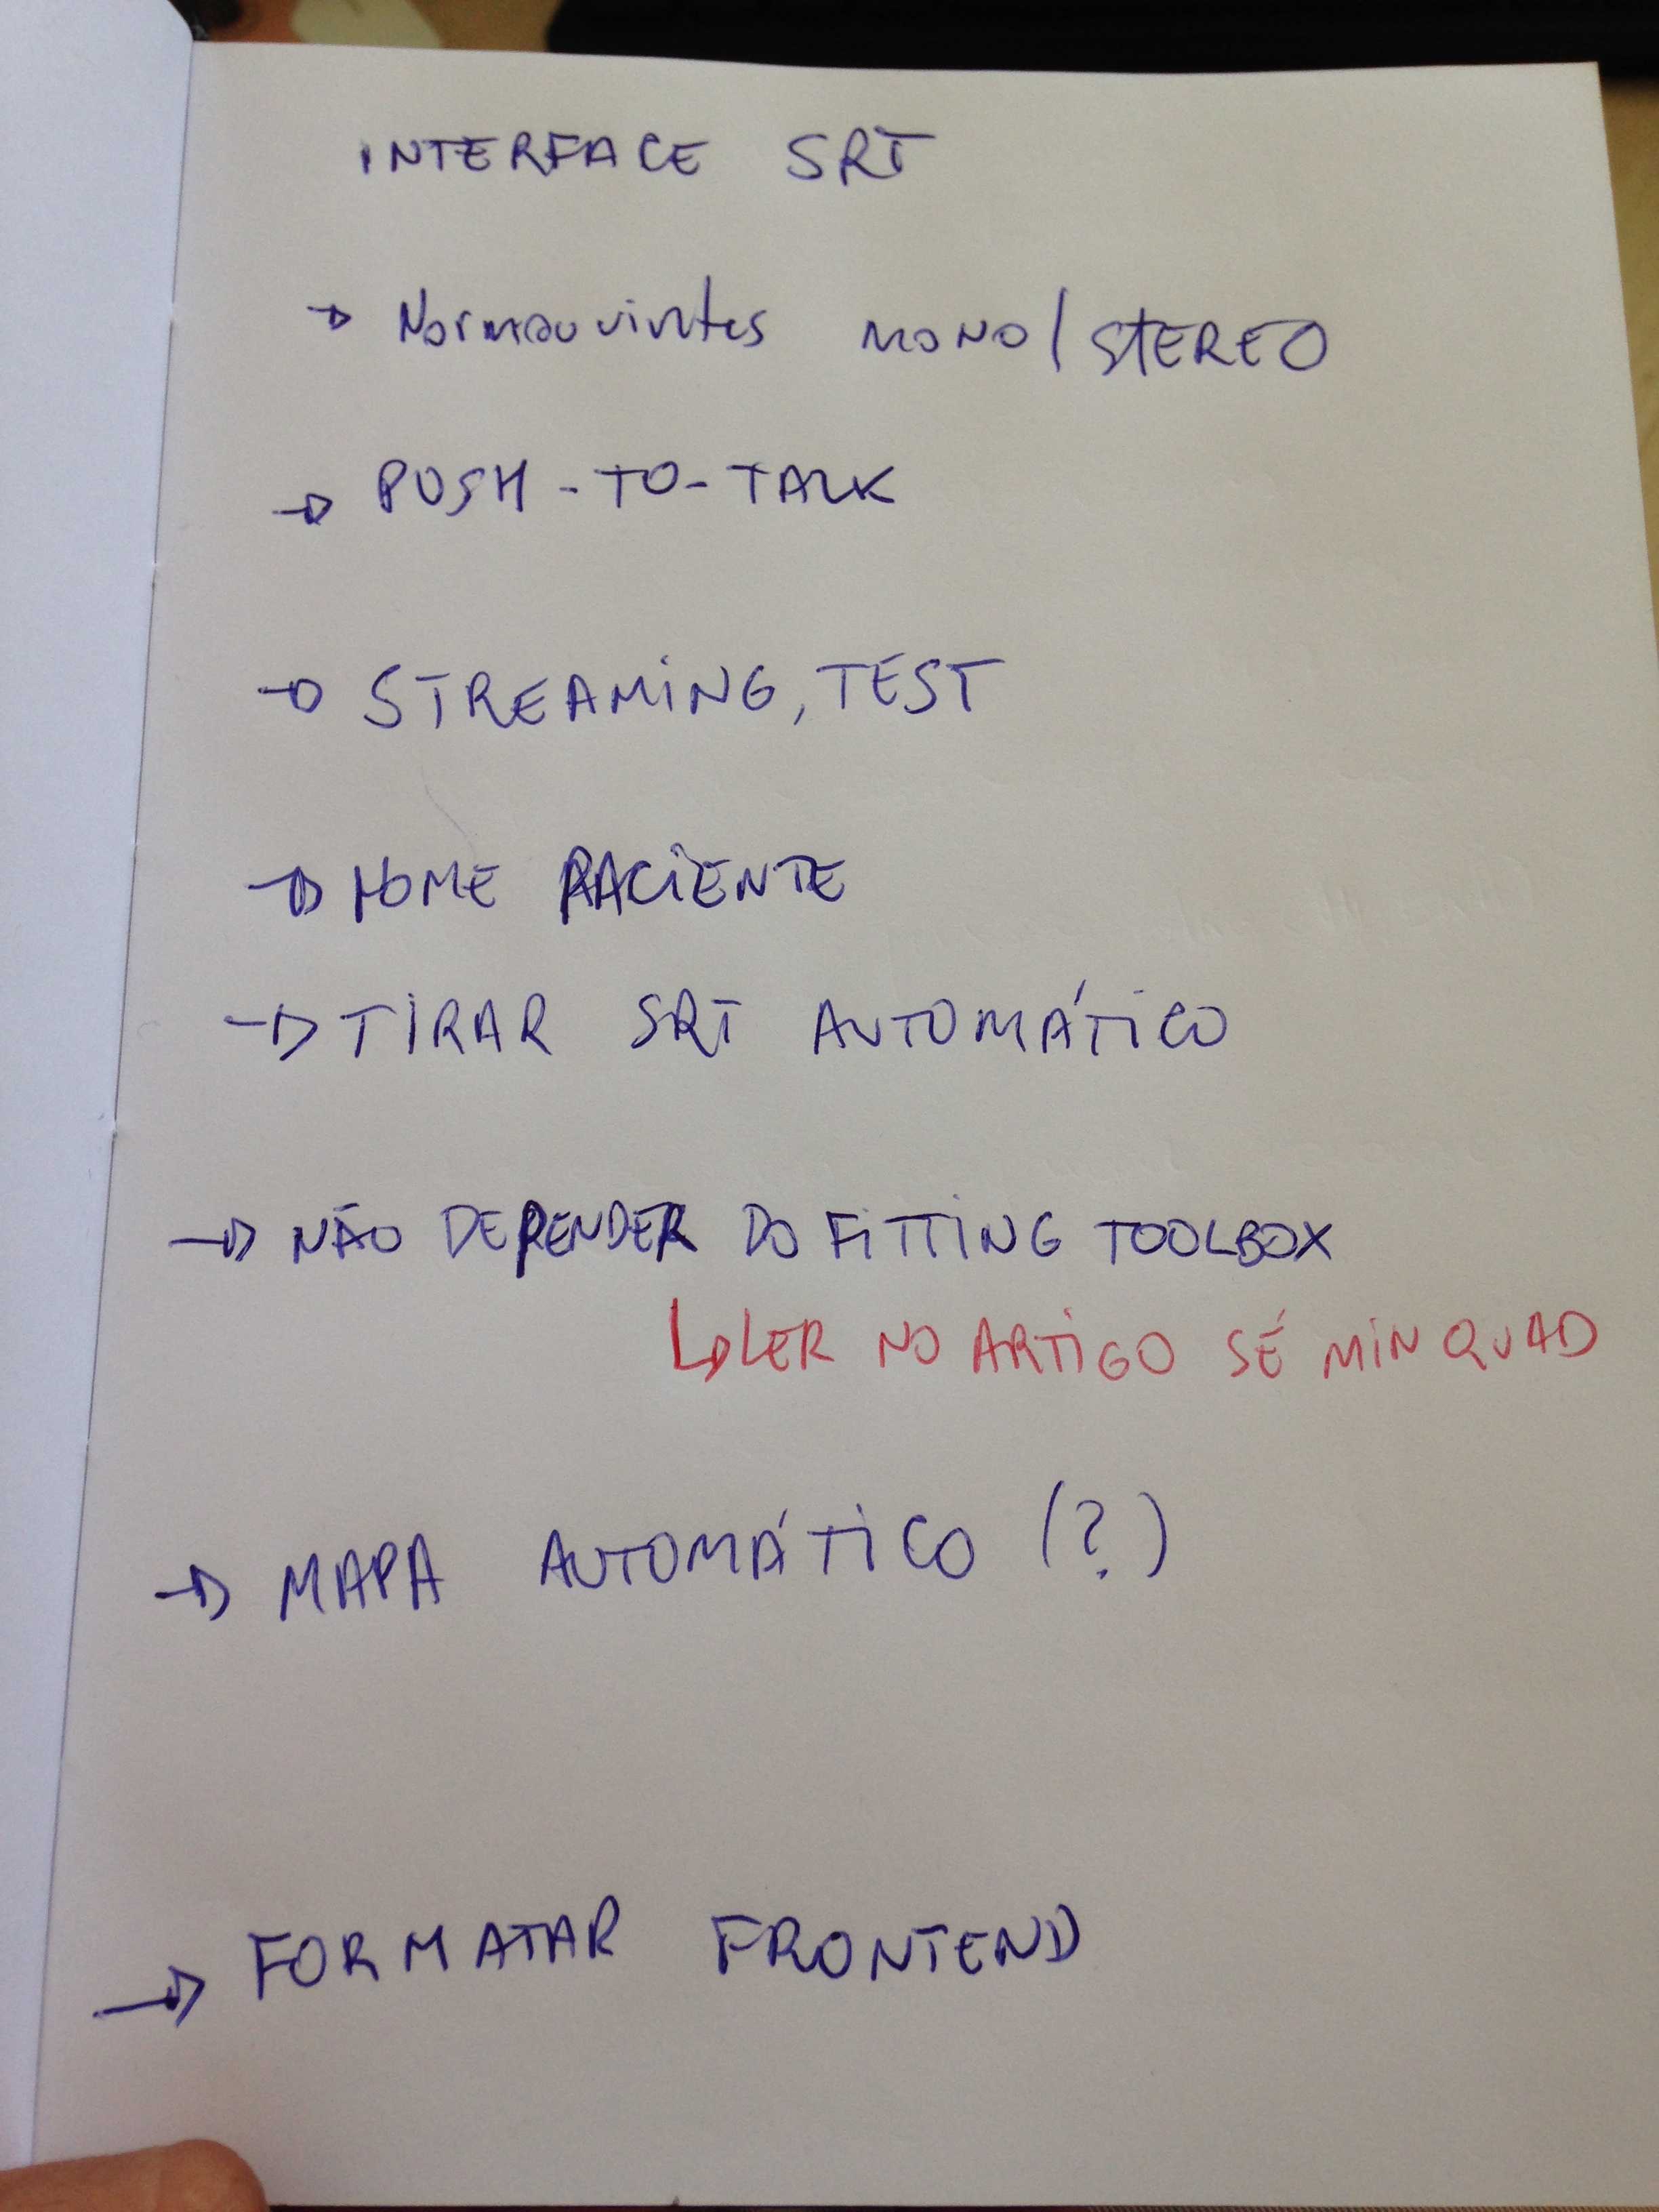 INTERFACE SRT
→ Normouvintes MONO/STEREO
→ PUSH-TO-TALK
→ STREAMING, TEST
→ NOME PACIENTE
→ TIRAR SRT AUTOMÁTICO
→ NÃO DEPENDER DO FITTING TOOLBOX
↳ LER NO ARTIGO SE É MIN QUAD
→ MAPA AUTOMÁTICO (?)
→ FORMATAR FRONTEND